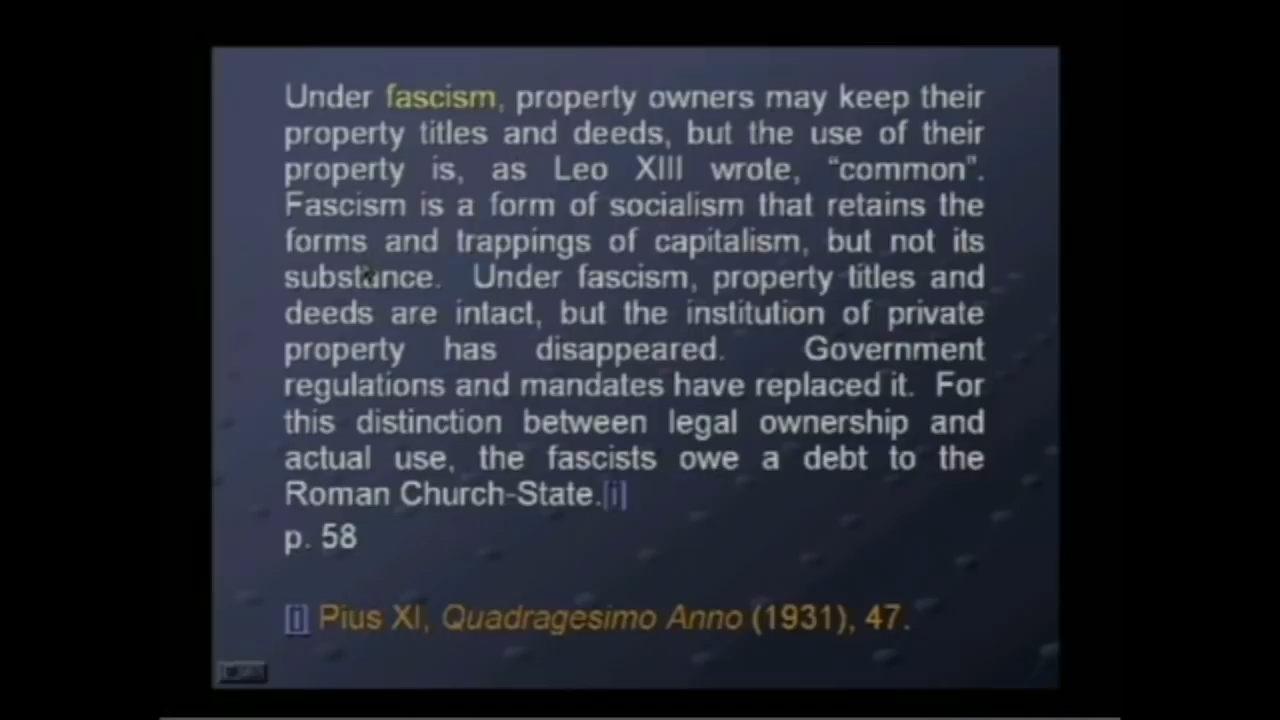 Under fascism, property owners may keep their
property titles and deeds, but the use of their
property is, as Leo XIII wrote, “common”.
Fascism is a form of socialism that retains the
forms and trappings of capitalism, but not its
substance. Under fascism, property titles and
deeds are intact, but the institution of private
property has disappeared. Government
regulations and mandates have replaced it. For
this distinction between legal ownership and
actual use, the fascists owe a debt to the
Roman Church-State.[i]
p. 58
[i] Pius XI, Quadragesimo Anno (1931), 47.